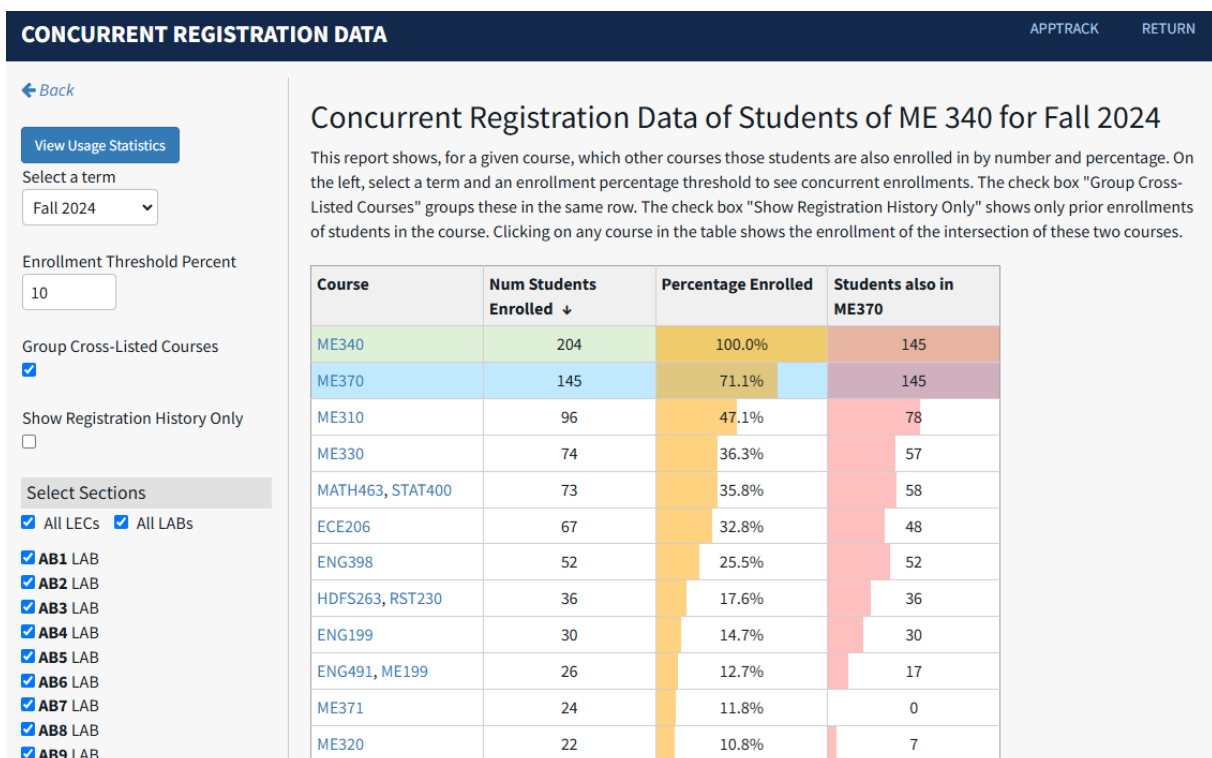 CONCURRENT REGISTRATION DATA
APPTRACK
RETURN
Back
View Usage Statistics
Select a term
Fall 2024
Enrollment Threshold Percent
10
Group Cross-Listed Courses
Show Registration History Only
Select Sections
All LECs All LABs
AB1 LAB
AB2 LAB
AB3 LAB
AB4 LAB
AB5 LAB
AB6 LAB
AB7 LAB
AB8 LAB
AB9 LAB
Concurrent Registration Data of Students of ME 340 for Fall 2024
This report shows, for a given course, which other courses those students are also enrolled in by number and percentage. On
the left, select a term and an enrollment percentage threshold to see concurrent enrollments. The check box "Group Cross-
Listed Courses" groups these in the same row. The check box "Show Registration History Only" shows only prior enrollments
of students in the course. Clicking on any course in the table shows the enrollment of the intersection of these two courses.
Course Num Students Percentage Enrolled Students also in
Enrolled ↓ ME370
ME340 204 100.0% 145
ME370 145 71.1% 145
ME310 96 47.1% 78
ME330 74 36.3% 57
MATH463, STAT400 73 35.8% 58
ECE206 67 32.8% 48
ENG398 52 25.5% 52
HDFS263, RST230 36 17.6% 36
ENG199 30 14.7% 30
ENG491, ME199 26 12.7% 17
ME371 24 11.8% 0
ME320 22 10.8% 7